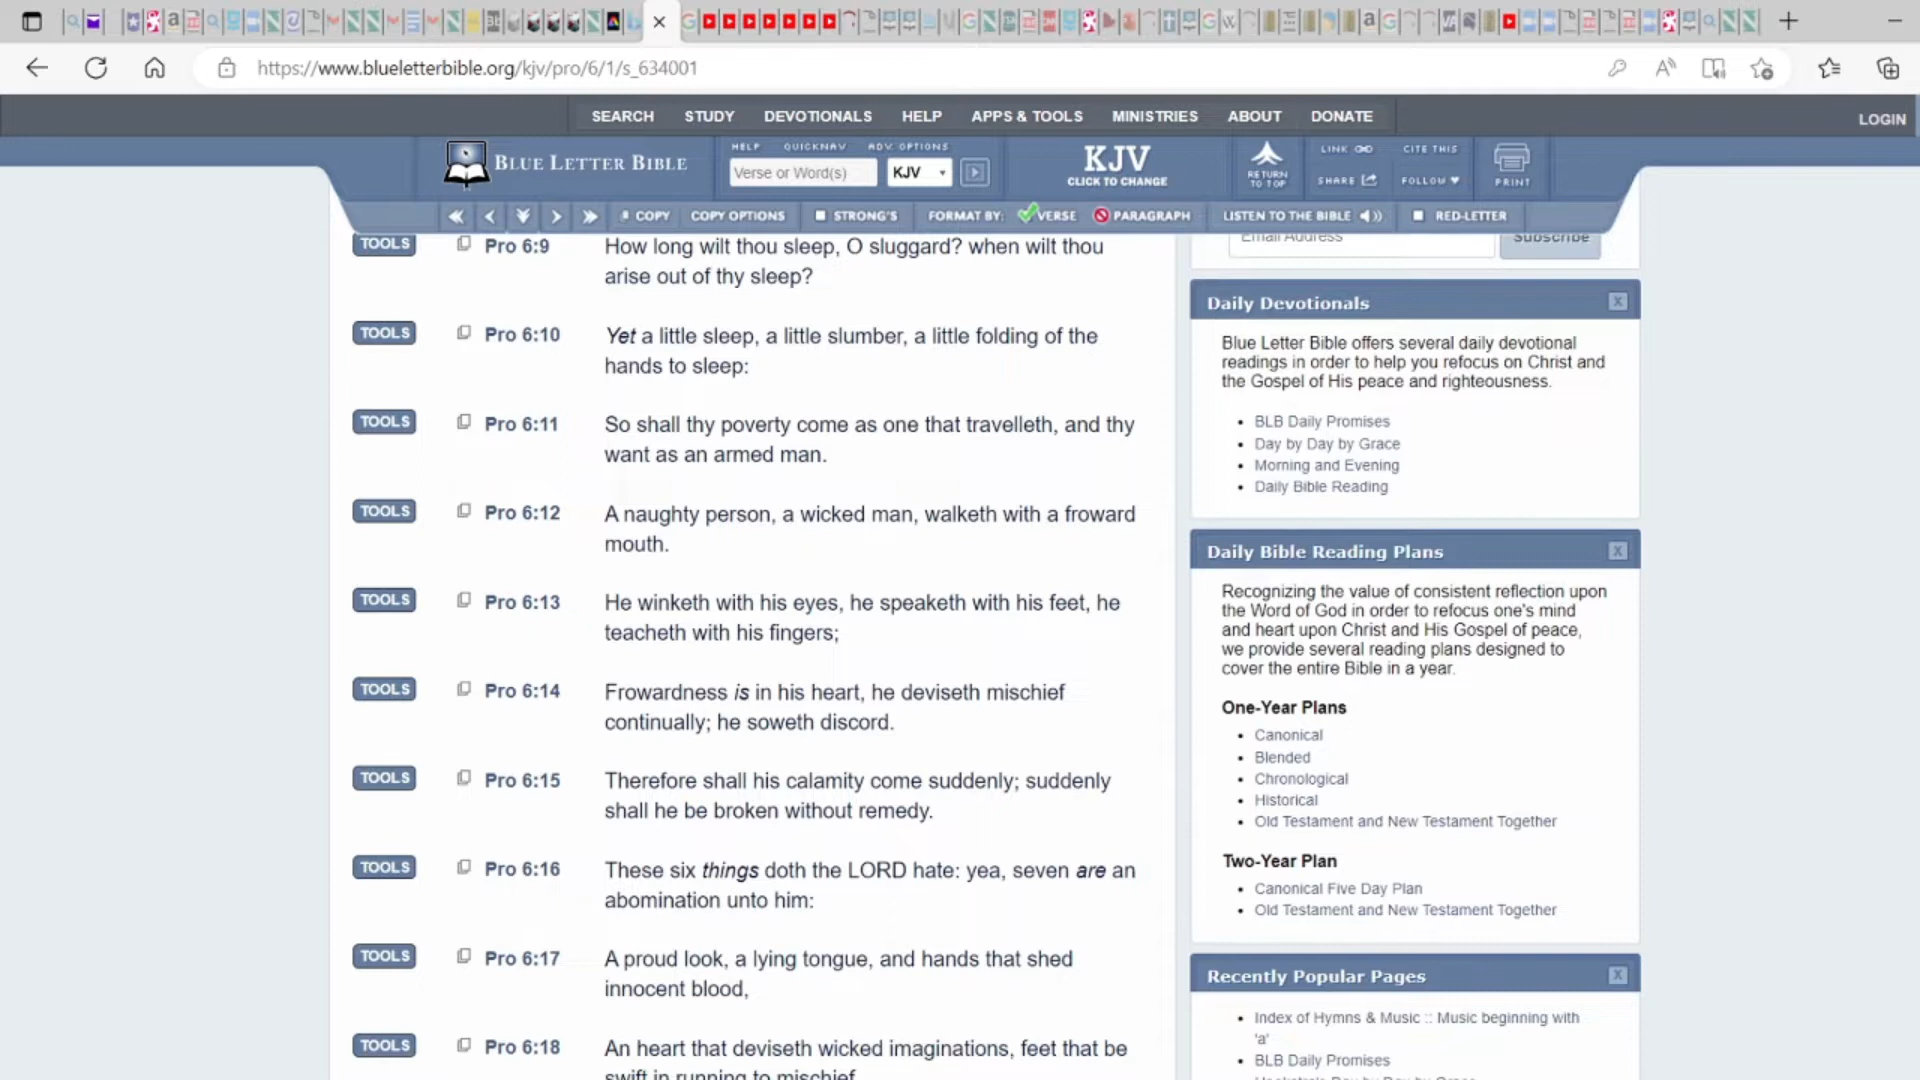 https://www.blueletterbible.org/kjv/pro/6/1/s_634001
SEARCH STUDY DEVOTIONALS HELP APPS & TOOLS MINISTRIES ABOUT DONATE
LOGIN
BLUE LETTER BIBLE
HELP QUICKNAV ADV. OPTIONS
Verse or Word(s) KJV
KJV
CLICK TO CHANGE
RETURN
TO TOP
LINK CITE THIS
SHARE FOLLOW
PRINT
COPY COPY OPTIONS STRONG'S FORMAT BY: VERSE PARAGRAPH LISTEN TO THE BIBLE RED-LETTER
TOOLS Pro 6:9 How long wilt thou sleep, O sluggard? when wilt thou
arise out of thy sleep?
TOOLS Pro 6:10 Yet a little sleep, a little slumber, a little folding of the
hands to sleep:
TOOLS Pro 6:11 So shall thy poverty come as one that travelleth, and thy
want as an armed man.
TOOLS Pro 6:12 A naughty person, a wicked man, walketh with a froward
mouth.
TOOLS Pro 6:13 He winketh with his eyes, he speaketh with his feet, he
teacheth with his fingers;
TOOLS Pro 6:14 Frowardness is in his heart, he deviseth mischief
continually; he soweth discord.
TOOLS Pro 6:15 Therefore shall his calamity come suddenly; suddenly
shall he be broken without remedy.
TOOLS Pro 6:16 These six things doth the LORD hate: yea, seven are an
abomination unto him:
TOOLS Pro 6:17 A proud look, a lying tongue, and hands that shed
innocent blood,
TOOLS Pro 6:18 An heart that deviseth wicked imaginations, feet that be
swift in running to mischief
Email Address Subscribe
Daily Devotionals X
Blue Letter Bible offers several daily devotional
readings in order to help you refocus on Christ and
the Gospel of His peace and righteousness.
• BLB Daily Promises
• Day by Day by Grace
• Morning and Evening
• Daily Bible Reading
Daily Bible Reading Plans X
Recognizing the value of consistent reflection upon
the Word of God in order to refocus one's mind
and heart upon Christ and His Gospel of peace,
we provide several reading plans designed to
cover the entire Bible in a year.
One-Year Plans
• Canonical
• Blended
• Chronological
• Historical
• Old Testament and New Testament Together
Two-Year Plan
• Canonical Five Day Plan
• Old Testament and New Testament Together
Recently Popular Pages X
• Index of Hymns & Music :: Music beginning with
'a'
• BLB Daily Promises